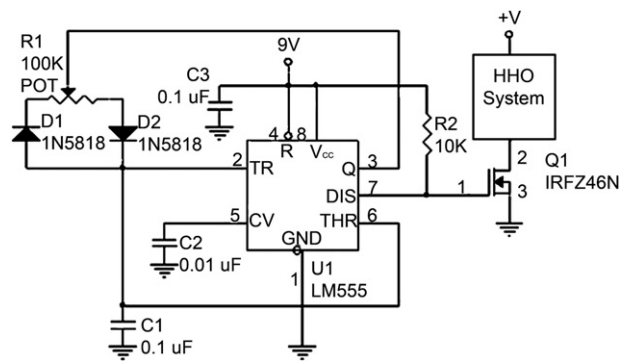 R1
100K
POT
D1
1N5818
D2
1N5818
9V
C3
0.1 uF
4
8
R
Vcc
2
TR
Q
3
DIS
7
5
CV
THR
6
GND
1
U1
LM555
C2
0.01 uF
C1
0.1 uF
R2
10K
+V
HHO
System
Q1
IRFZ46N
1
2
3